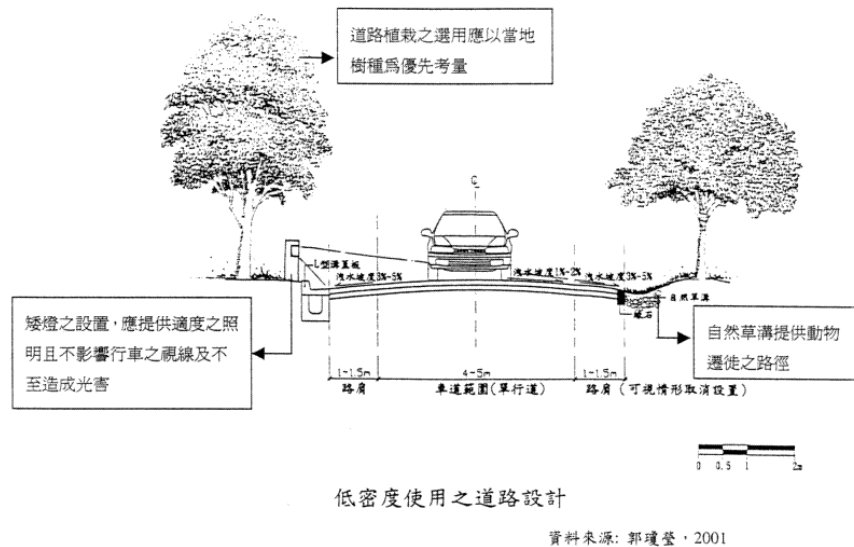 道路植栽之選用應以當地
樹種為優先考量
℄
L型溝蓋板
洩水坡度3%-5%
洩水坡度1%-2%
洩水坡度3%-5%
自然草溝
緣石
矮燈之設置，應提供適度之照
明且不影響行車之視線及不
至造成光害
自然草溝提供動物
遷徙之路徑
1-1.5m
4-5m
1-1.5m
路肩
車道範圍(單行道)
路肩 (可視情形取消設置)
0 0.5 1 2m
低密度使用之道路設計
資料來源: 郭瓊瑩，2001